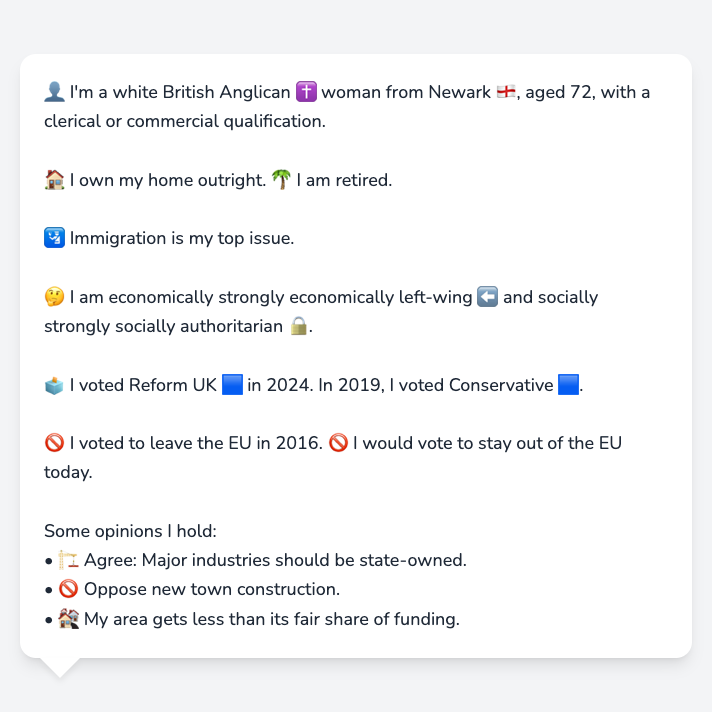 👤 I'm a white British Anglican ✝️ woman from Newark 🏴󠁧󠁢󠁥󠁮󠁧󠁿, aged 72, with a
clerical or commercial qualification.
🏠 I own my home outright. 🌴 I am retired.
🛂 Immigration is my top issue.
🤔 I am economically strongly economically left-wing ⬅️ and socially
strongly socially authoritarian 🔒.
🗳️ I voted Reform UK 🟦 in 2024. In 2019, I voted Conservative 🟦.
🚫 I voted to leave the EU in 2016. 🚫 I would vote to stay out of the EU
today.
Some opinions I hold:
• 🏗️ Agree: Major industries should be state-owned.
• 🚫 Oppose new town construction.
• 🏚️ My area gets less than its fair share of funding.